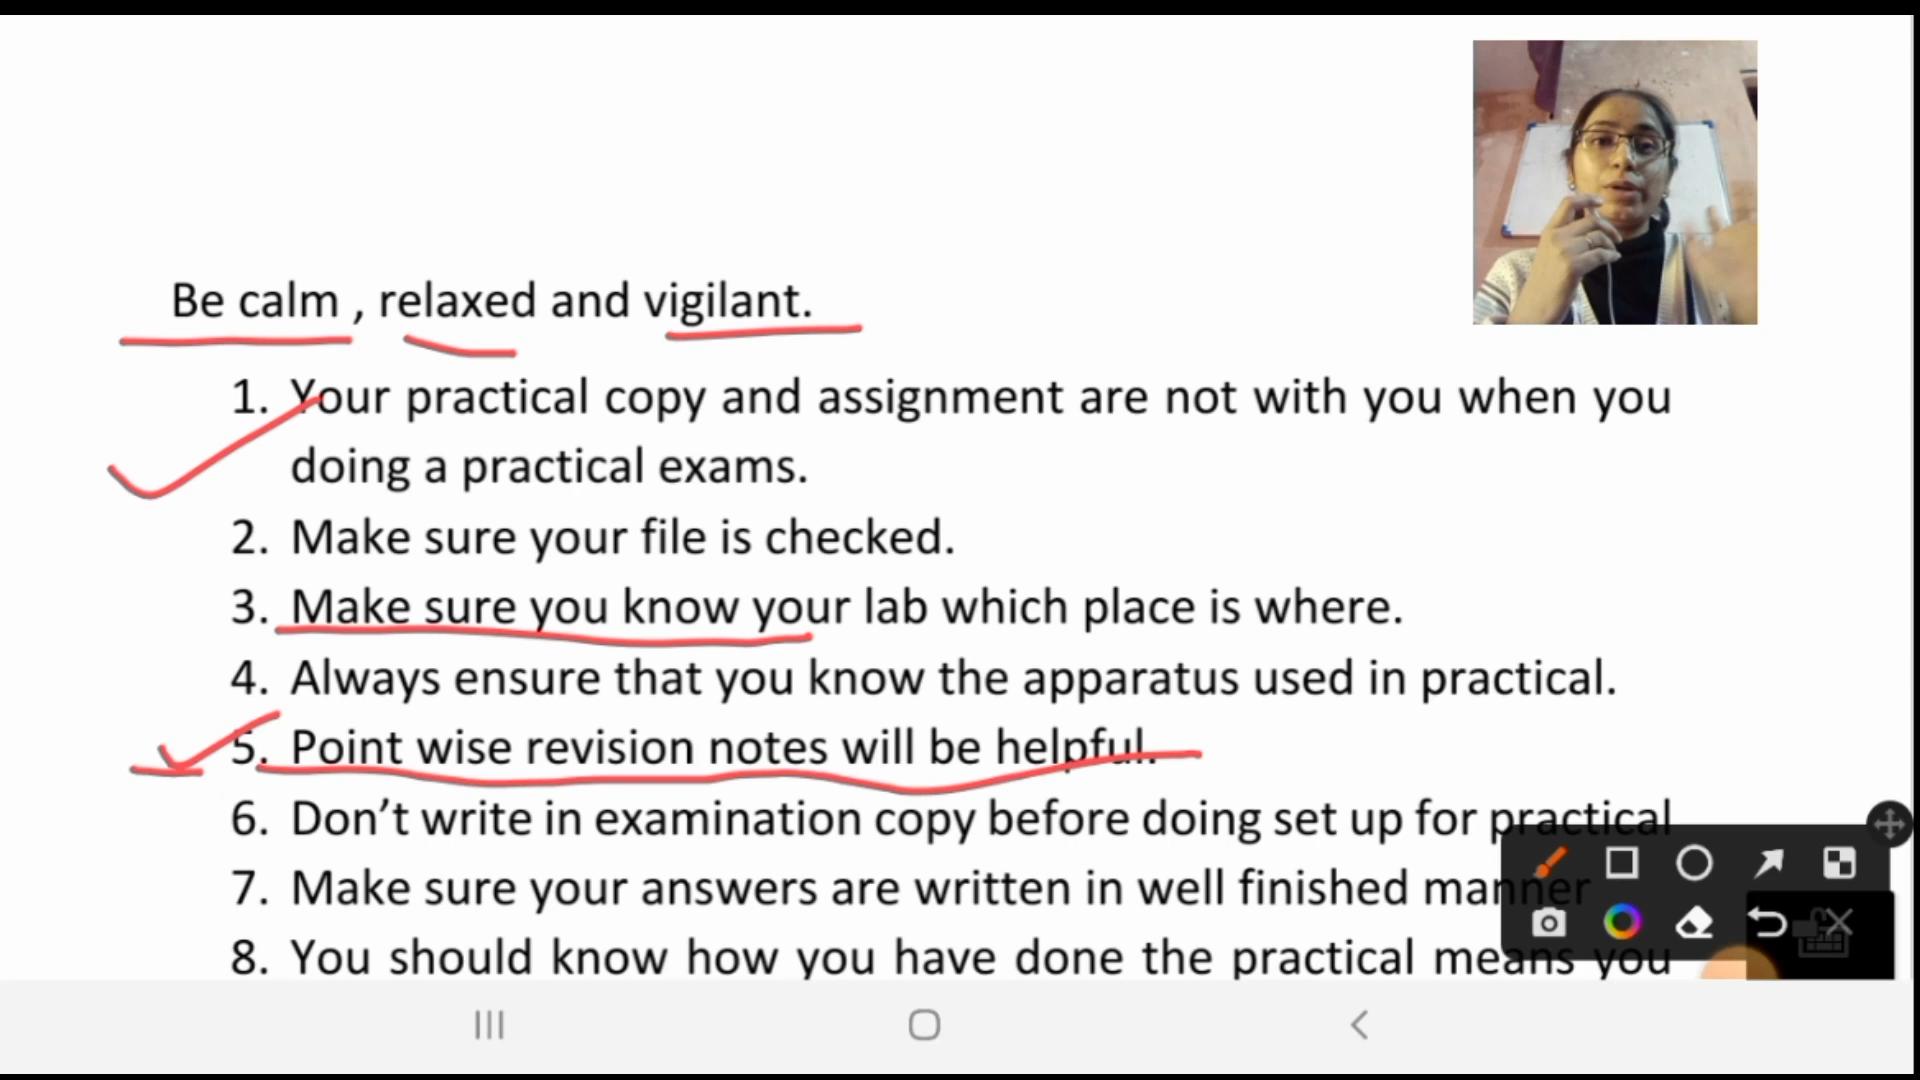 Be calm , relaxed and vigilant.
1. Your practical copy and assignment are not with you when you
doing a practical exams.
2. Make sure your file is checked.
3. Make sure you know your lab which place is where.
4. Always ensure that you know the apparatus used in practical.
5. Point wise revision notes will be helpful.
6. Don’t write in examination copy before doing set up for practical
7. Make sure your answers are written in well finished manner
8. You should know how you have done the practical means you